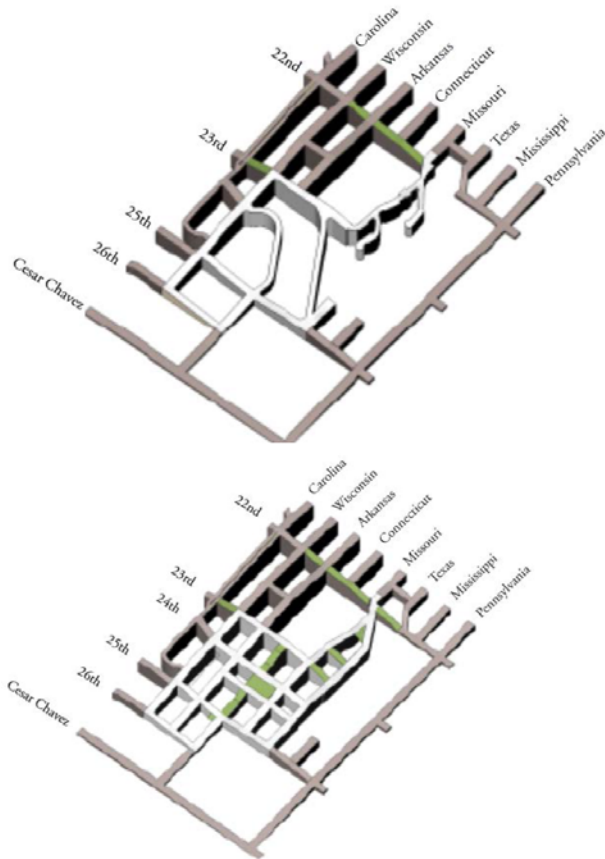 Carolina
Wisconsin
Arkansas
Connecticut
Missouri
Texas
Mississippi
Pennsylvania
22nd
23rd
25th
26th
Cesar Chavez
Carolina
Wisconsin
Arkansas
Connecticut
Missouri
Texas
Mississippi
Pennsylvania
22nd
23rd
24th
25th
26th
Cesar Chavez